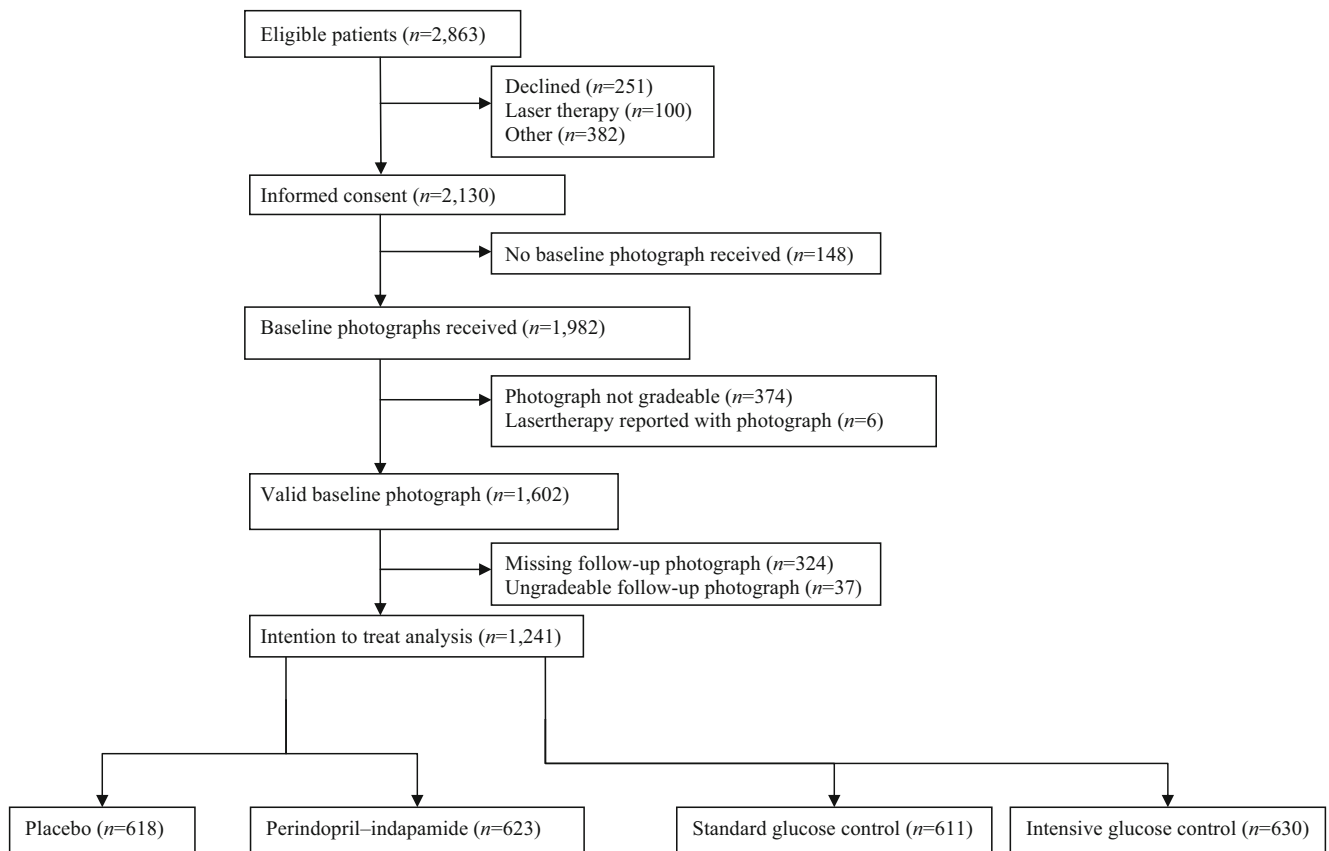 Eligible patients (n=2,863)
Declined (n=251)
Laser therapy (n=100)
Other (n=382)
Informed consent (n=2,130)
No baseline photograph received (n=148)
Baseline photographs received (n=1,982)
Photograph not gradeable (n=374)
Lasertherapy reported with photograph (n=6)
Valid baseline photograph (n=1,602)
Missing follow-up photograph (n=324)
Ungradeable follow-up photograph (n=37)
Intention to treat analysis (n=1,241)
Placebo (n=618)
Perindopril–indapamide (n=623)
Standard glucose control (n=611)
Intensive glucose control (n=630)